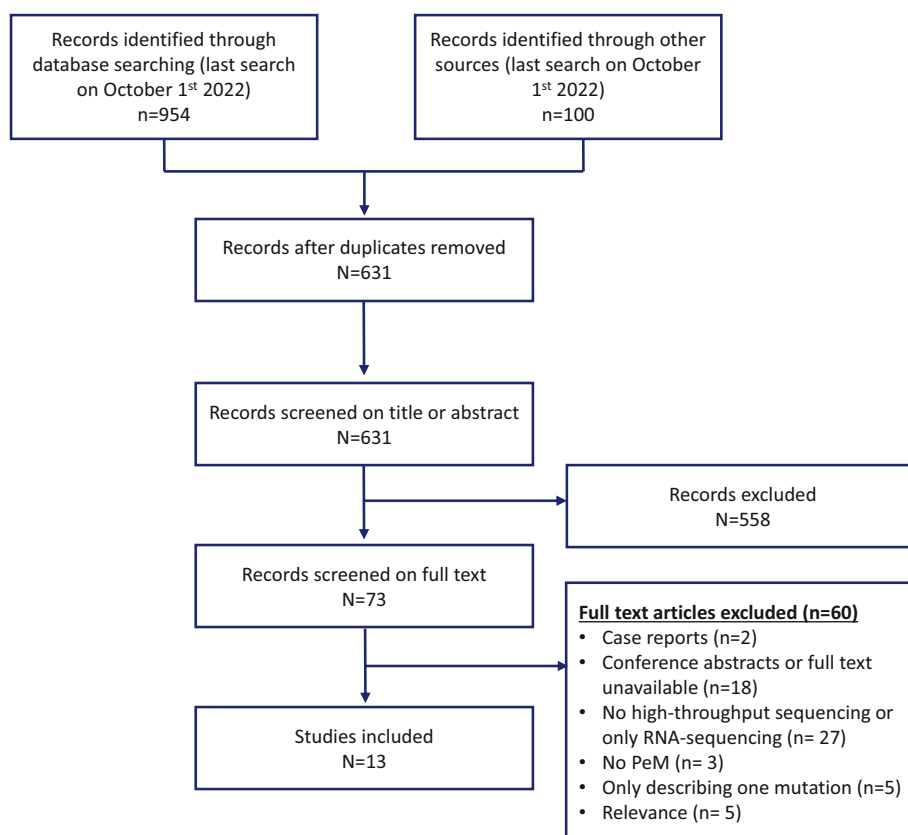 Records identified through
database searching (last search
on October 1st 2022)
n=954
Records identified through other
sources (last search on October
1st 2022)
n=100
Records after duplicates removed
N=631
Records screened on title or abstract
N=631
Records excluded
N=558
Records screened on full text
N=73
Full text articles excluded (n=60)
• Case reports (n=2)
• Conference abstracts or full text
unavailable (n=18)
• No high-throughput sequencing or
only RNA-sequencing (n= 27)
• No PeM (n= 3)
• Only describing one mutation (n=5)
• Relevance (n= 5)
Studies included
N=13